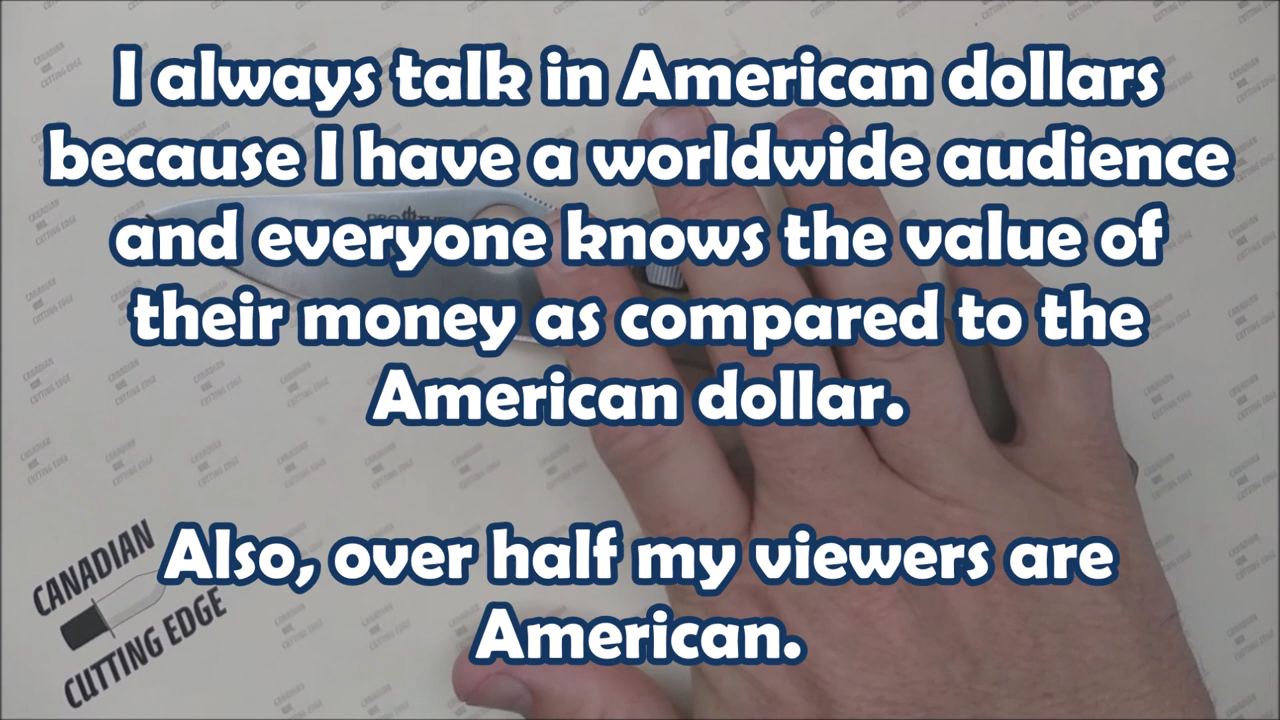 I always talk in American dollars
because I have a worldwide audience
and everyone knows the value of
their money as compared to the
American dollar.
Also, over half my viewers are
American.
CANADIAN
CUTTING EDGE